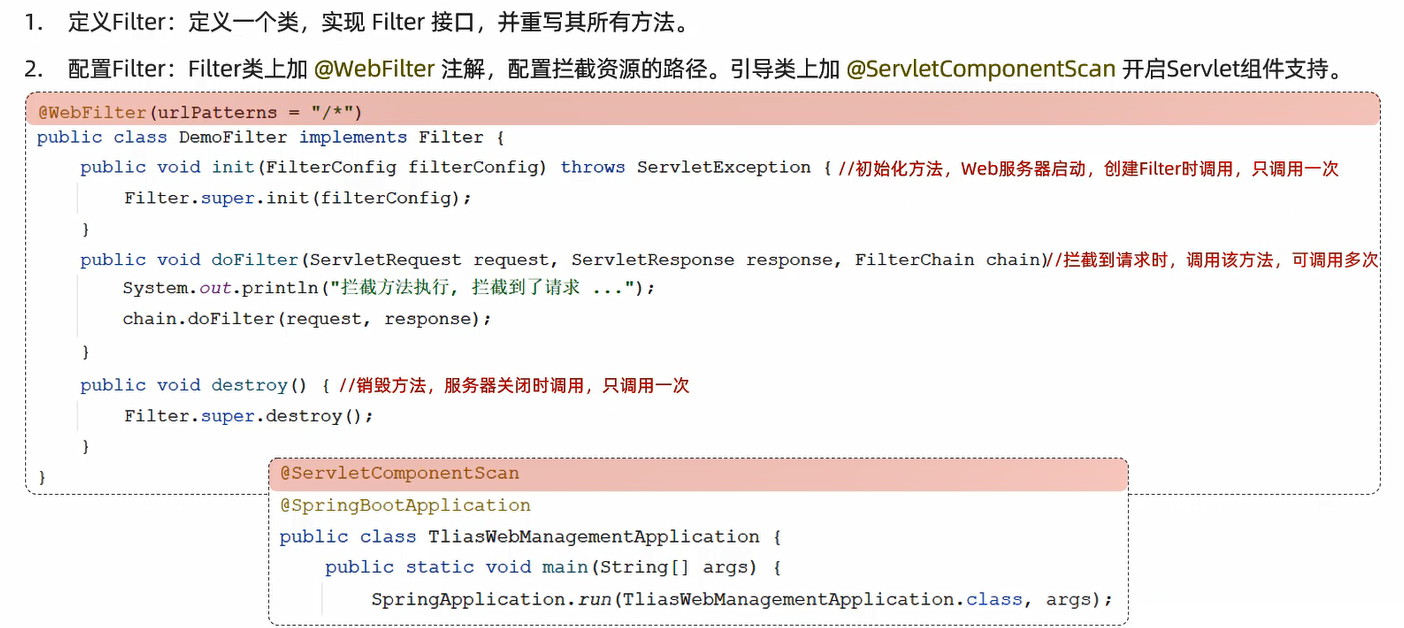 1. 定义Filter：定义一个类，实现 Filter 接口，并重写其所有方法。
2. 配置Filter：Filter类上加 @WebFilter 注解，配置拦截资源的路径。引导类上加 @ServletComponentScan 开启Servlet组件支持。
@WebFilter(urlPatterns = "/*")
public class DemoFilter implements Filter {
public void init(FilterConfig filterConfig) throws ServletException { //初始化方法，Web服务器启动，创建Filter时调用，只调用一次
Filter.super.init(filterConfig);
}
public void doFilter(ServletRequest request, ServletResponse response, FilterChain chain)//拦截到请求时，调用该方法，可调用多次
System.out.println("拦截方法执行, 拦截到了请求 ...");
chain.doFilter(request, response);
}
public void destroy() { //销毁方法，服务器关闭时调用，只调用一次
Filter.super.destroy();
}
}
@ServletComponentScan
@SpringBootApplication
public class TliasWebManagementApplication {
public static void main(String[] args) {
SpringApplication.run(TliasWebManagementApplication.class, args);